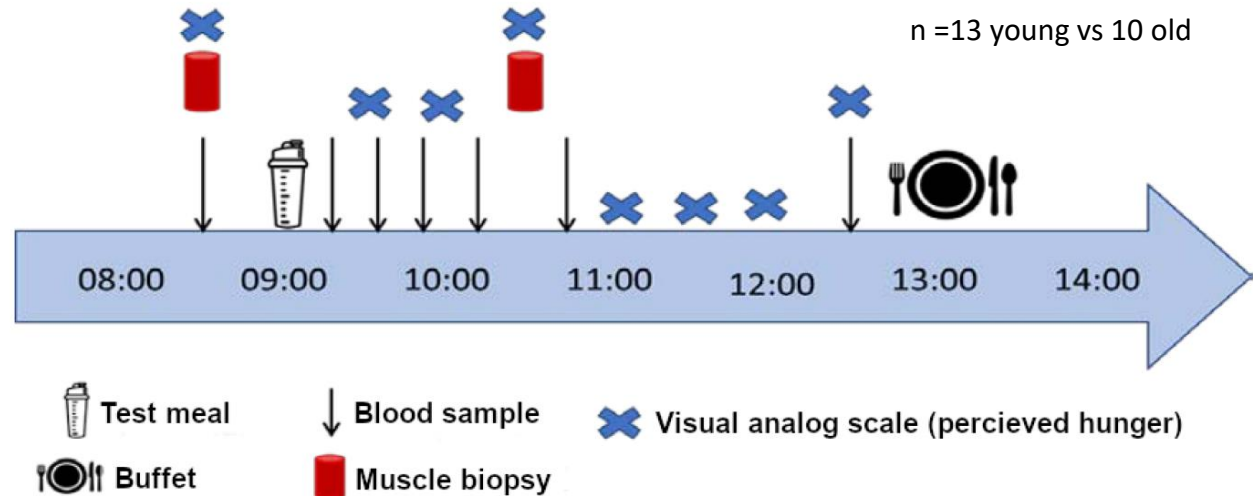 n =13 young vs 10 old
08:00 09:00 10:00 11:00 12:00 13:00 14:00
Test meal Blood sample Visual analog scale (percieved hunger)
Buffet Muscle biopsy